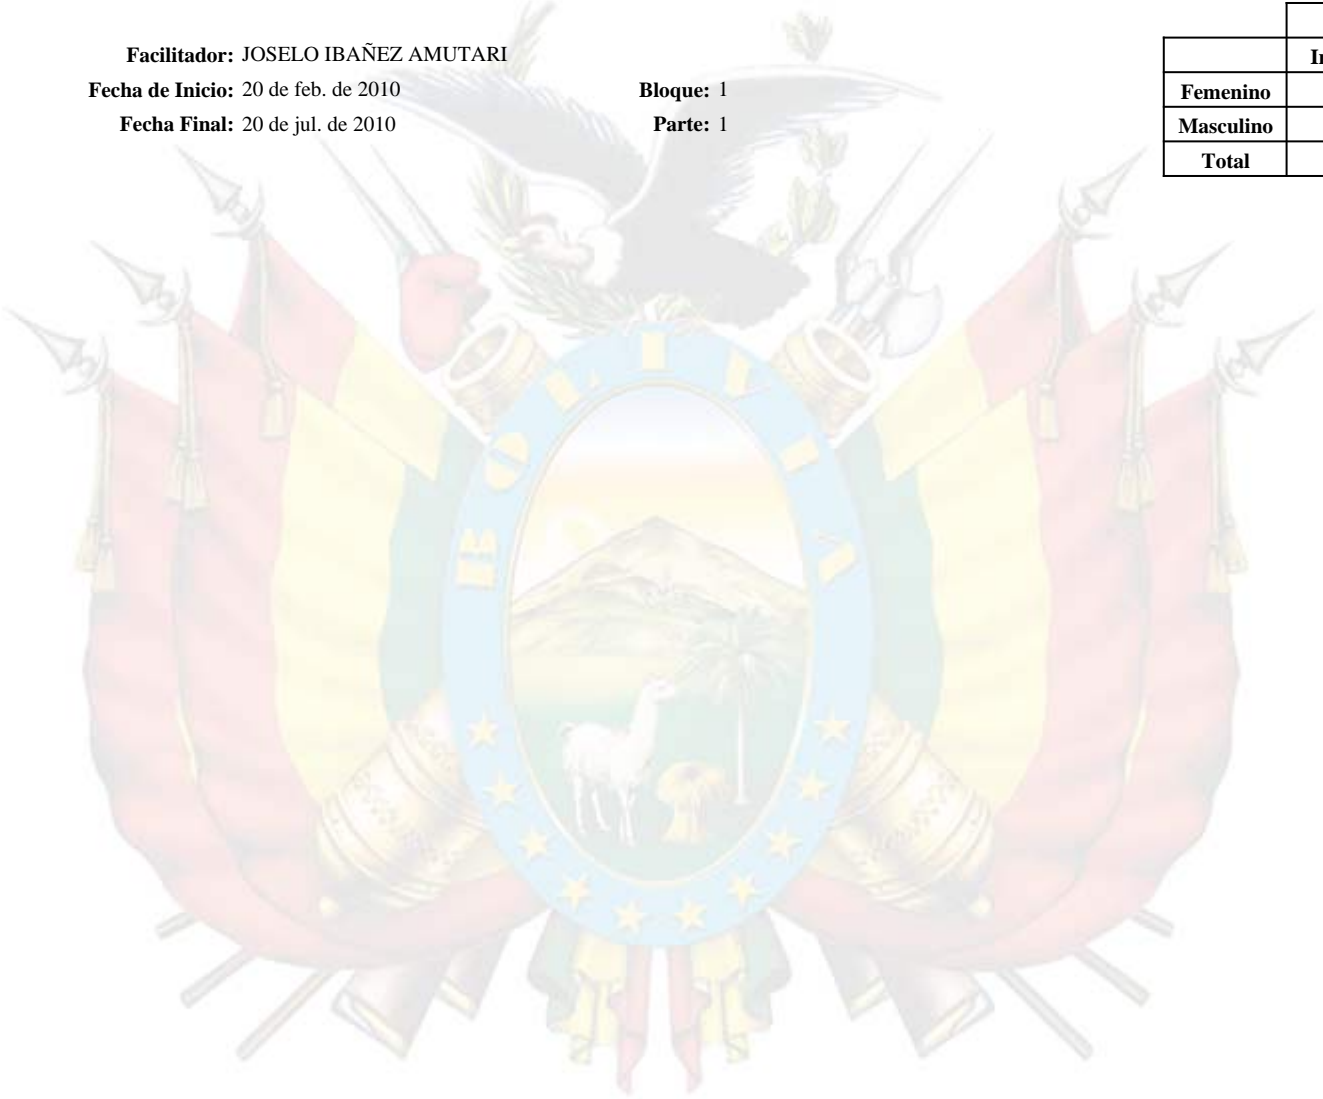 Facilitador: JOSELO IBAÑEZ AMUTARI
Fecha de Inicio: 20 de feb. de 2010 Bloque: 1
Fecha Final: 20 de jul. de 2010 Parte: 1
Femenino
Masculino
Total
BOLIVIA